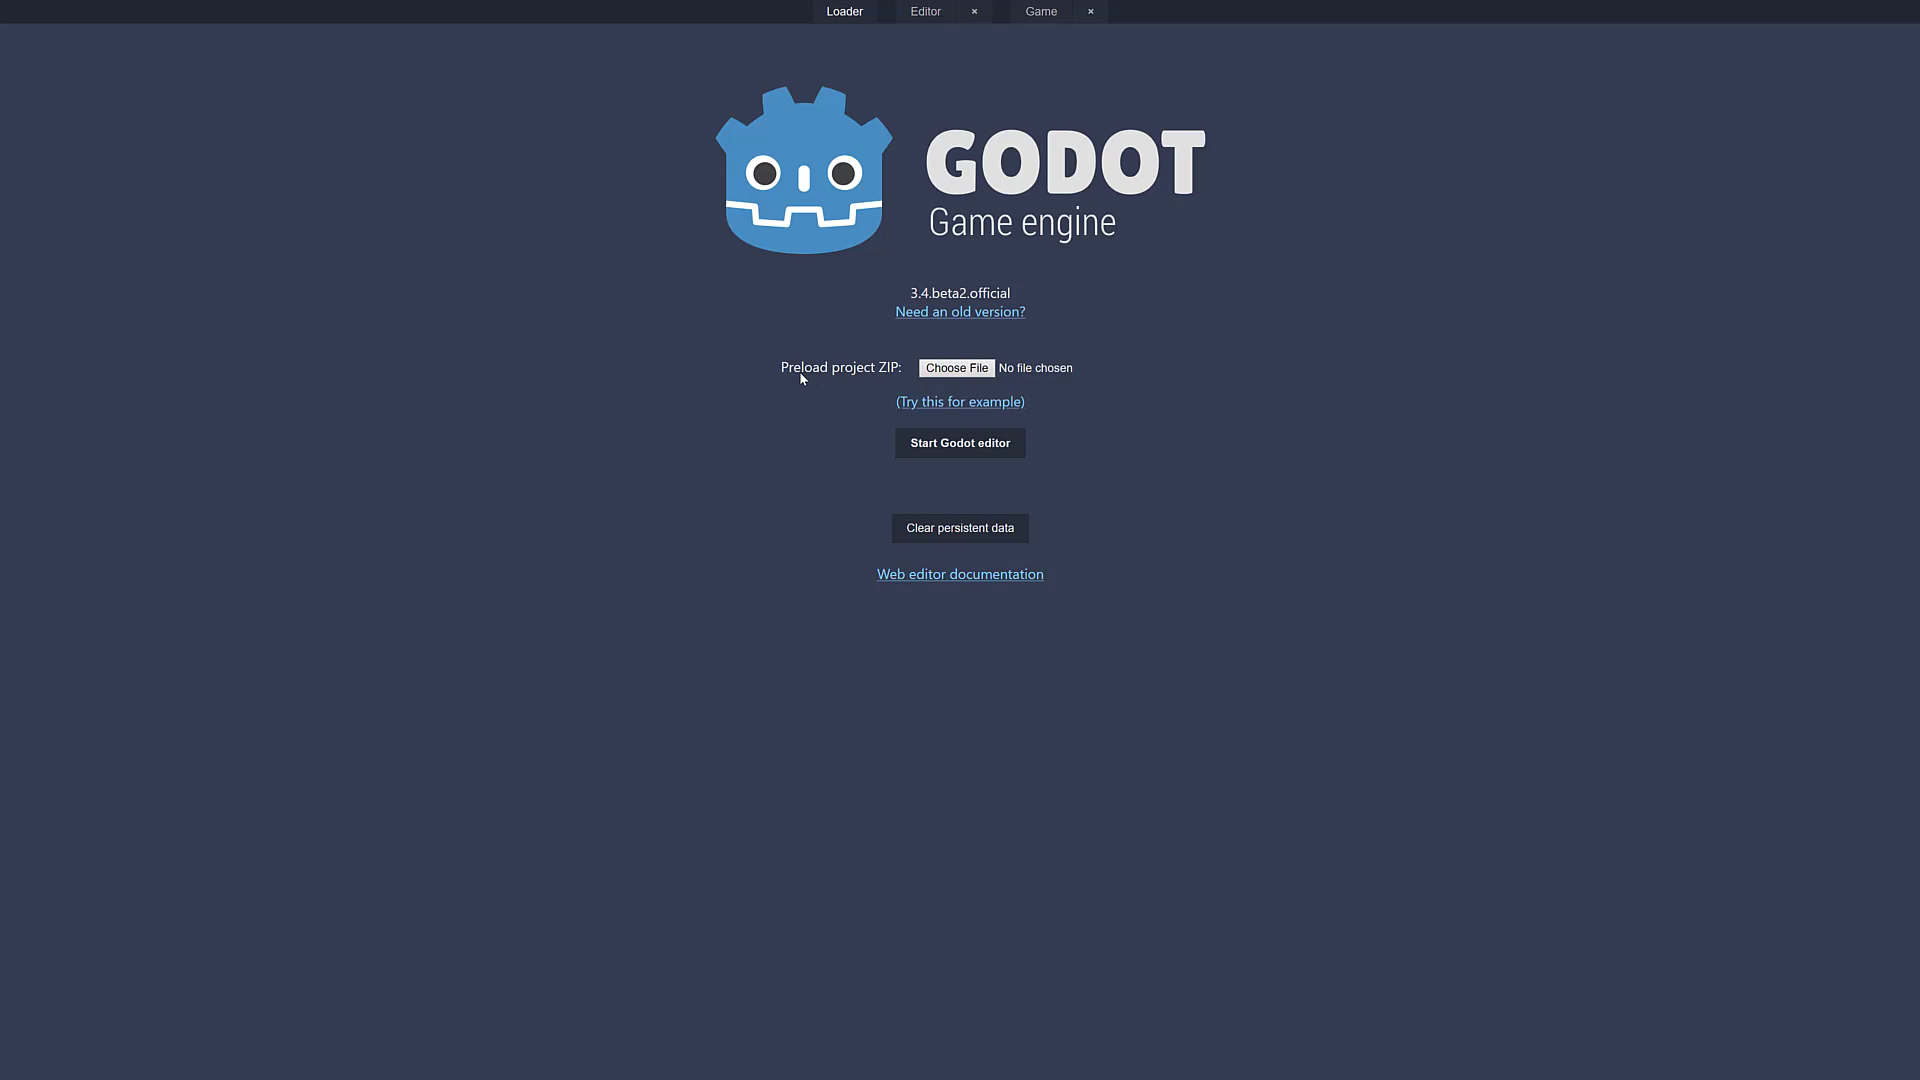 Loader Editor × Game ×
GODOT
Game engine
3.4.beta2.official
Need an old version?
Preload project ZIP: Choose File No file chosen
(Try this for example)
Start Godot editor
Clear persistent data
Web editor documentation